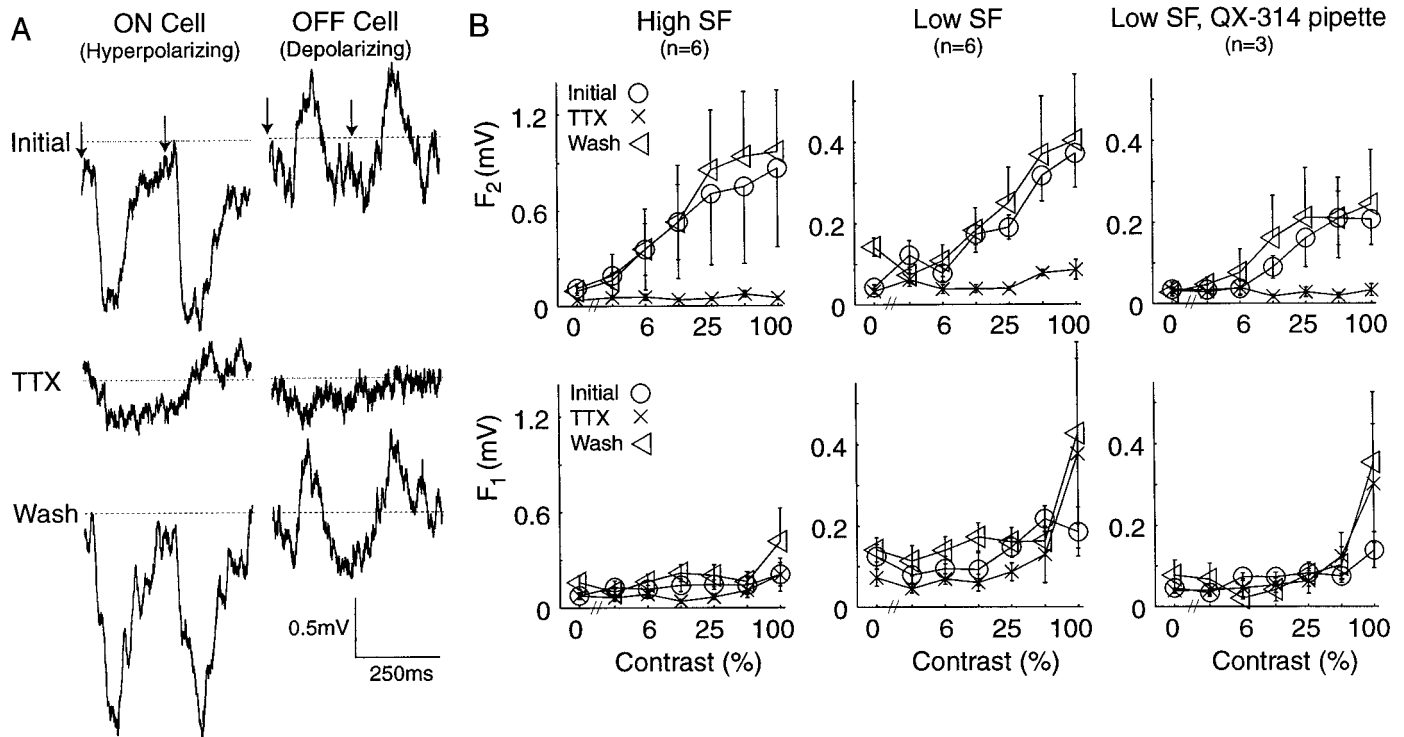 A
ON Cell
(Hyperpolarizing)
OFF Cell
(Depolarizing)
Initial
TTX
Wash
0.5mV
250ms
B
High SF
(n=6)
Low SF
(n=6)
Low SF, QX-314 pipette
(n=3)
Initial
TTX
Wash
F2 (mV)
1.2
0.6
0
0 6 25 100
0.4
0.2
0
0 6 25 100
0.4
0.2
0
0 6 25 100
Initial
TTX
Wash
F1 (mV)
1.2
0.6
0
0 6 25 100
Contrast (%)
0.4
0.2
0
0 6 25 100
Contrast (%)
0.4
0.2
0
0 6 25 100
Contrast (%)